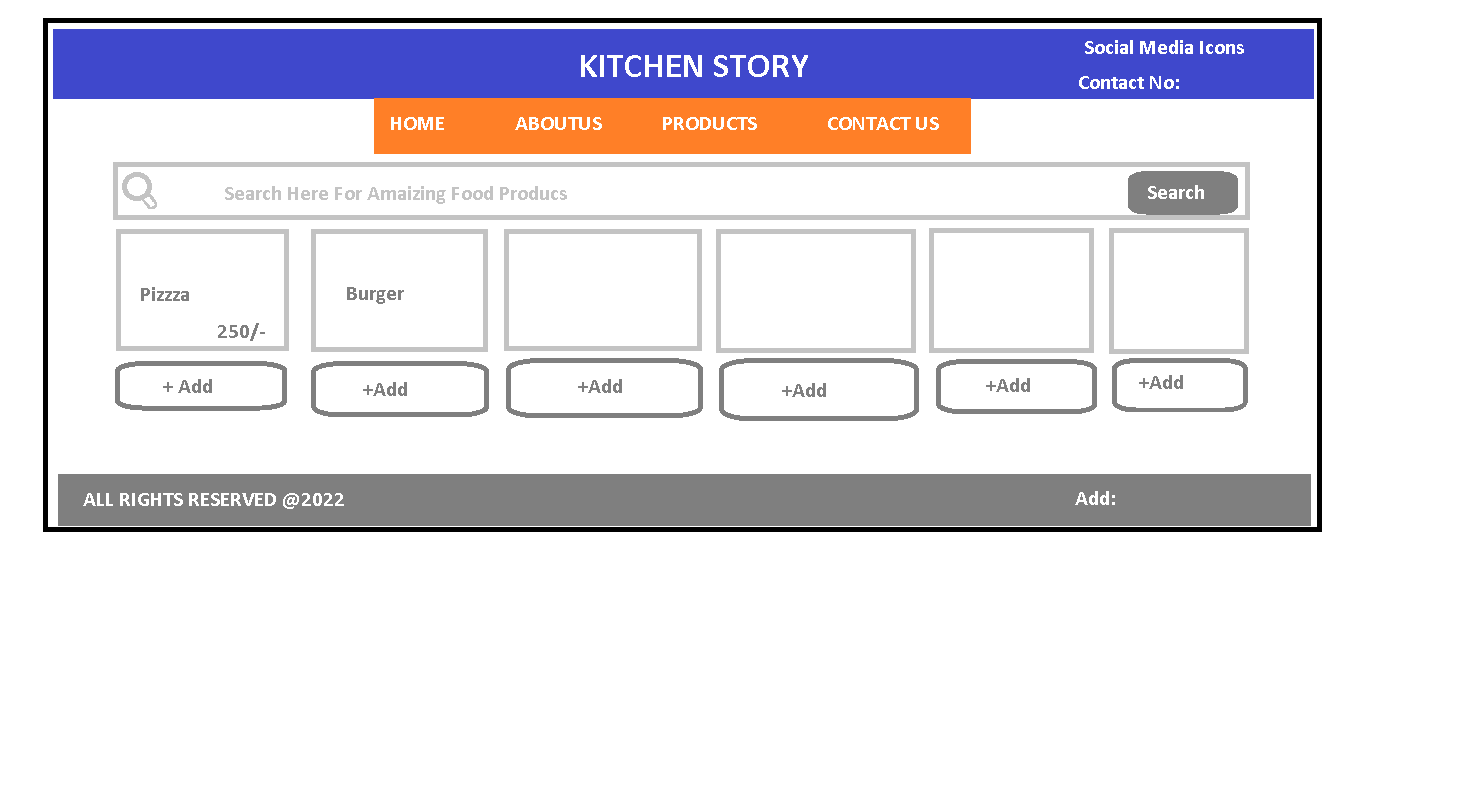 KITCHEN STORY
Social Media Icons
Contact No:
HOME ABOUTUS PRODUCTS CONTACT US
Search Here For Amaizing Food Producs
Search
Pizzza
250/-
Burger
+ Add
+Add
+Add
+Add
+Add
+Add
ALL RIGHTS RESERVED @2022
Add: